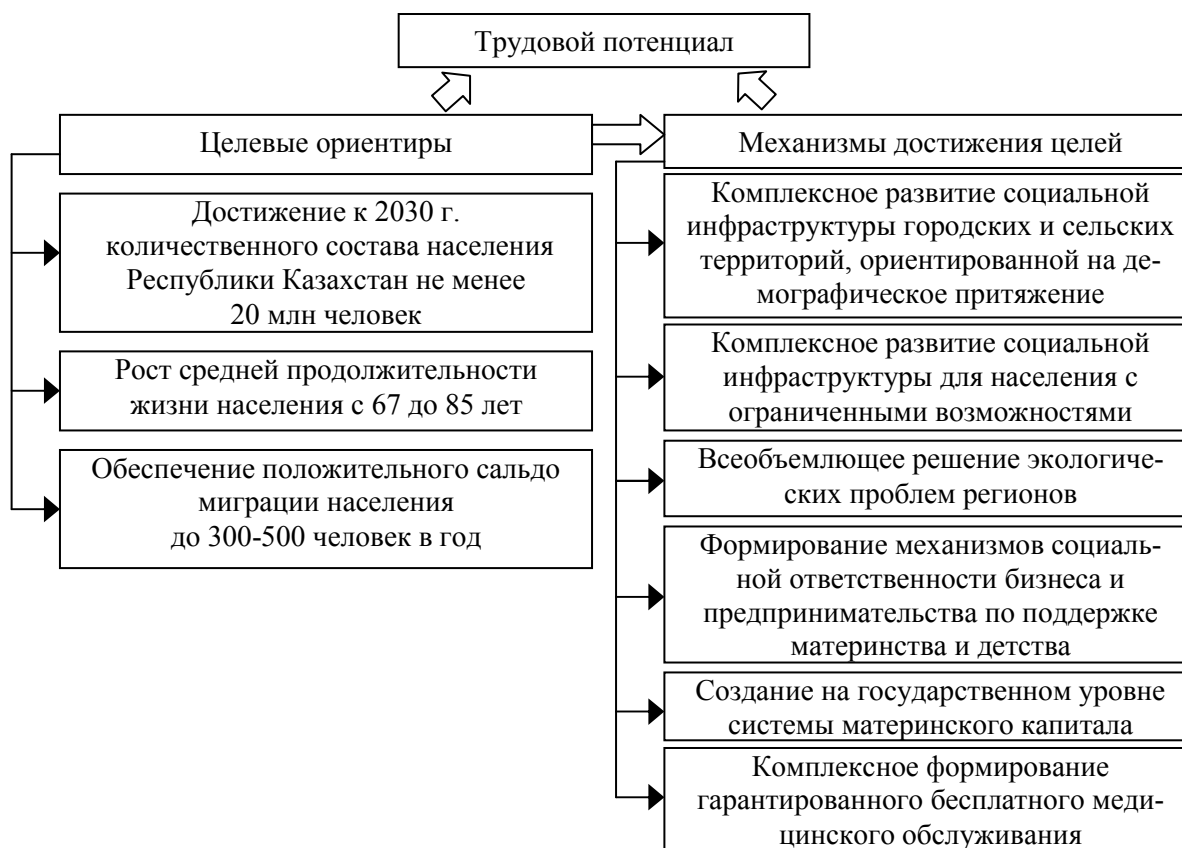 Трудовой потенциал
Целевые ориентиры
Достижение к 2030 г.
количественного состава населения
Республики Казахстан не менее
20 млн человек
Рост средней продолжительности
жизни населения с 67 до 85 лет
Обеспечение положительного сальдо
миграции населения
до 300-500 человек в год
Механизмы достижения целей
Комплексное развитие социальной
инфраструктуры городских и сельских
территорий, ориентированной на де-
мографическое притяжение
Комплексное развитие социальной
инфраструктуры для населения с
ограниченными возможностями
Всеобъемлющее решение экологиче-
ских проблем регионов
Формирование механизмов социаль-
ной ответственности бизнеса и
предпринимательства по поддержке
материнства и детства
Создание на государственном уровне
системы материнского капитала
Комплексное формирование
гарантированного бесплатного меди-
цинского обслуживания